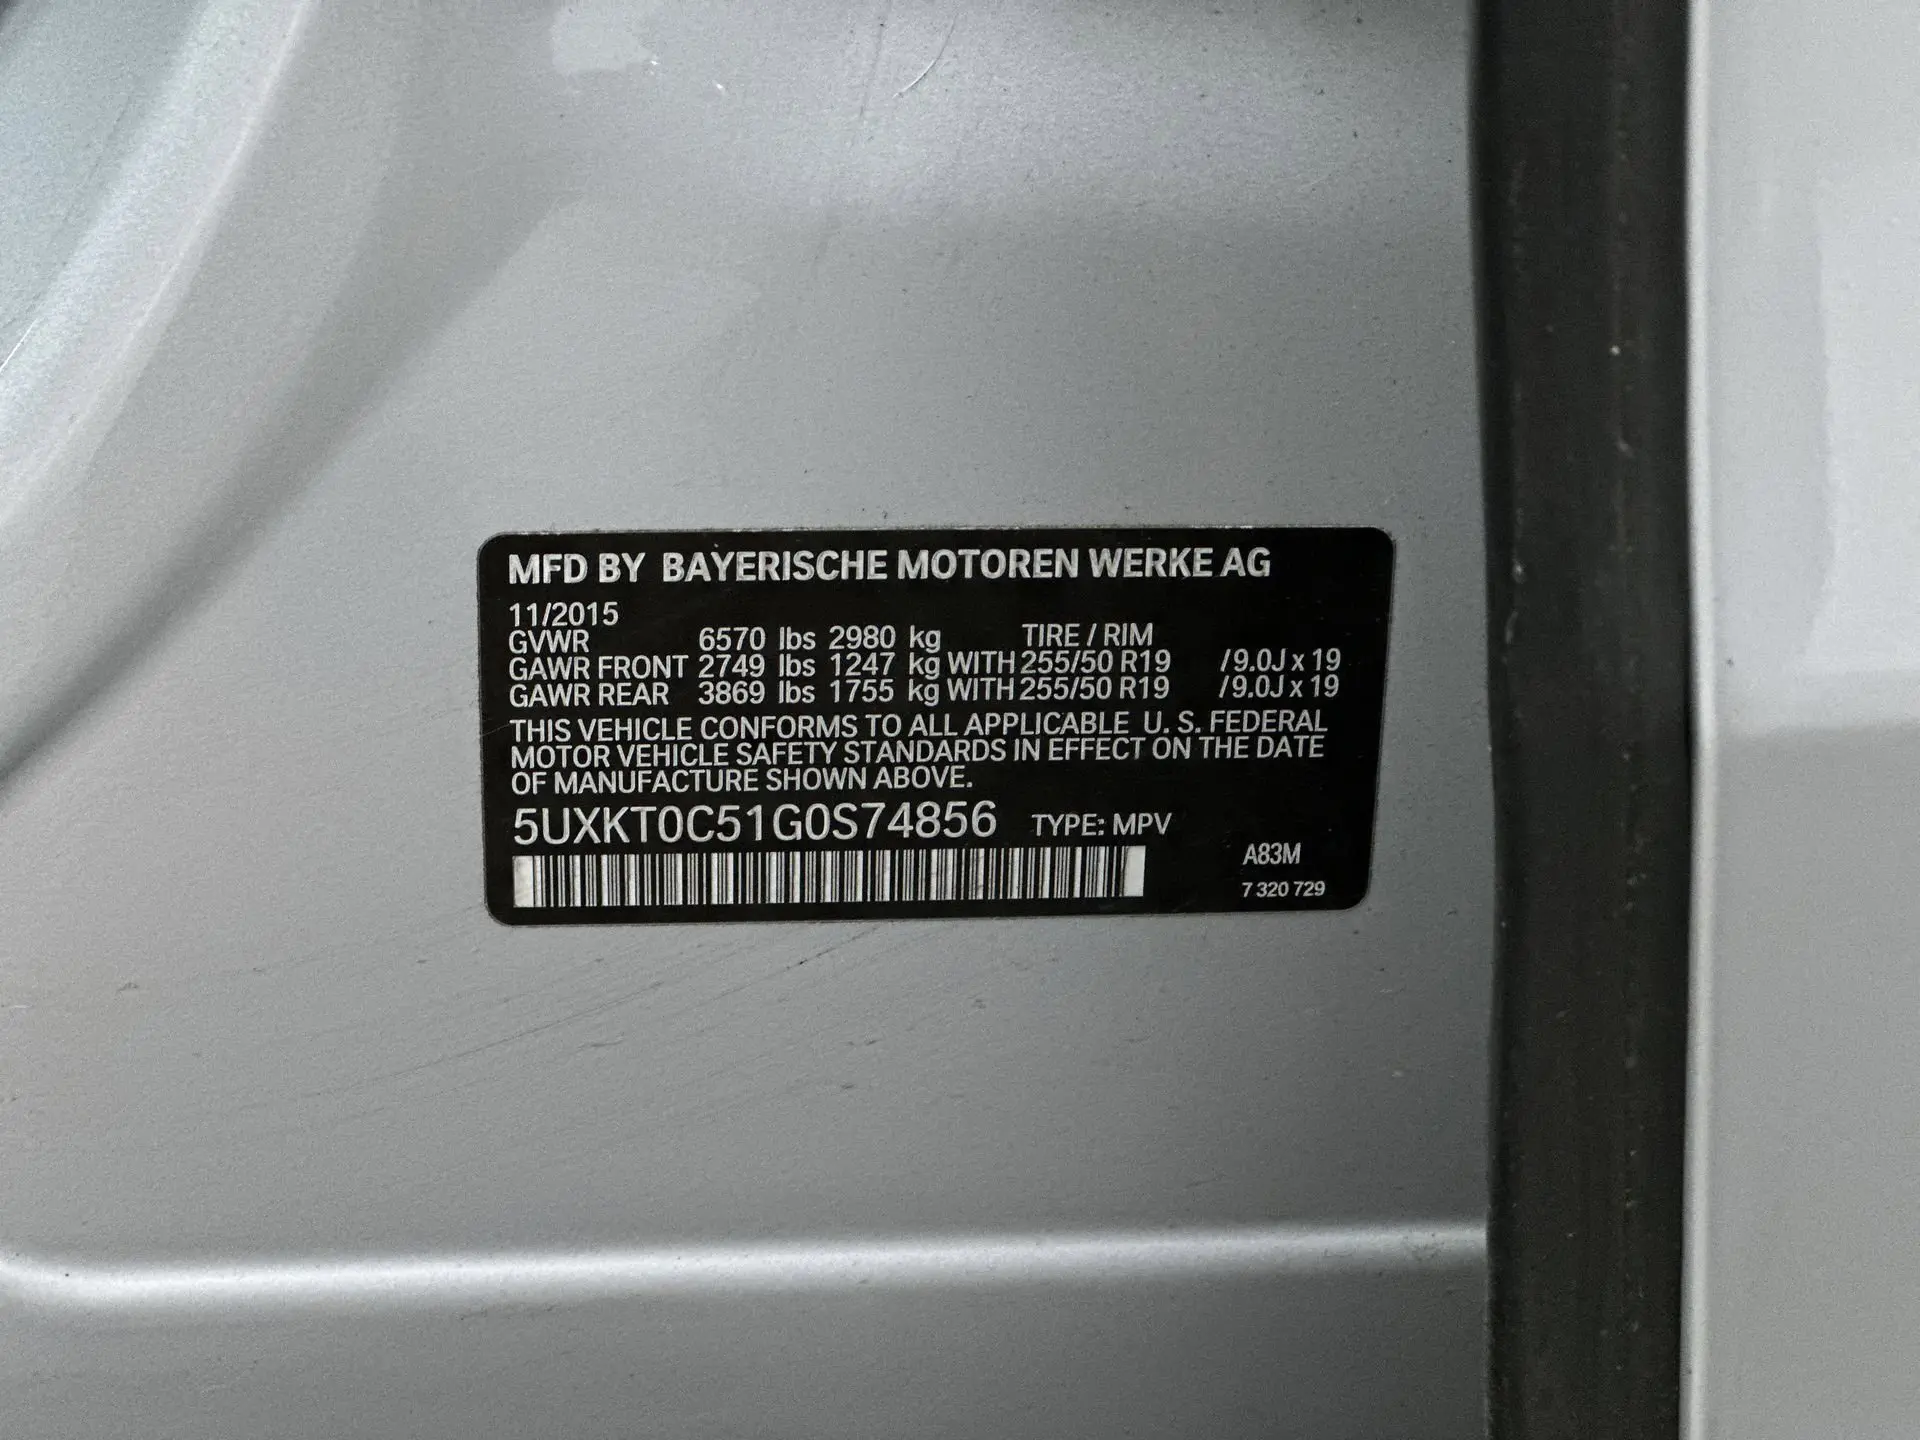 MFD BY BAYERISCHE MOTOREN WERKE AG
11/2015
GVWR 6570 lbs 2980 kg TIRE / RIM
GAWR FRONT 2749 lbs 1247 kg WITH 255/50 R19 /9.0J x 19
GAWR REAR 3869 lbs 1755 kg WITH 255/50 R19 /9.0J x 19
THIS VEHICLE CONFORMS TO ALL APPLICABLE U. S. FEDERAL
MOTOR VEHICLE SAFETY STANDARDS IN EFFECT ON THE DATE
OF MANUFACTURE SHOWN ABOVE.
5UXKT0C51G0S74856 TYPE: MPV
A83M
7 320 729